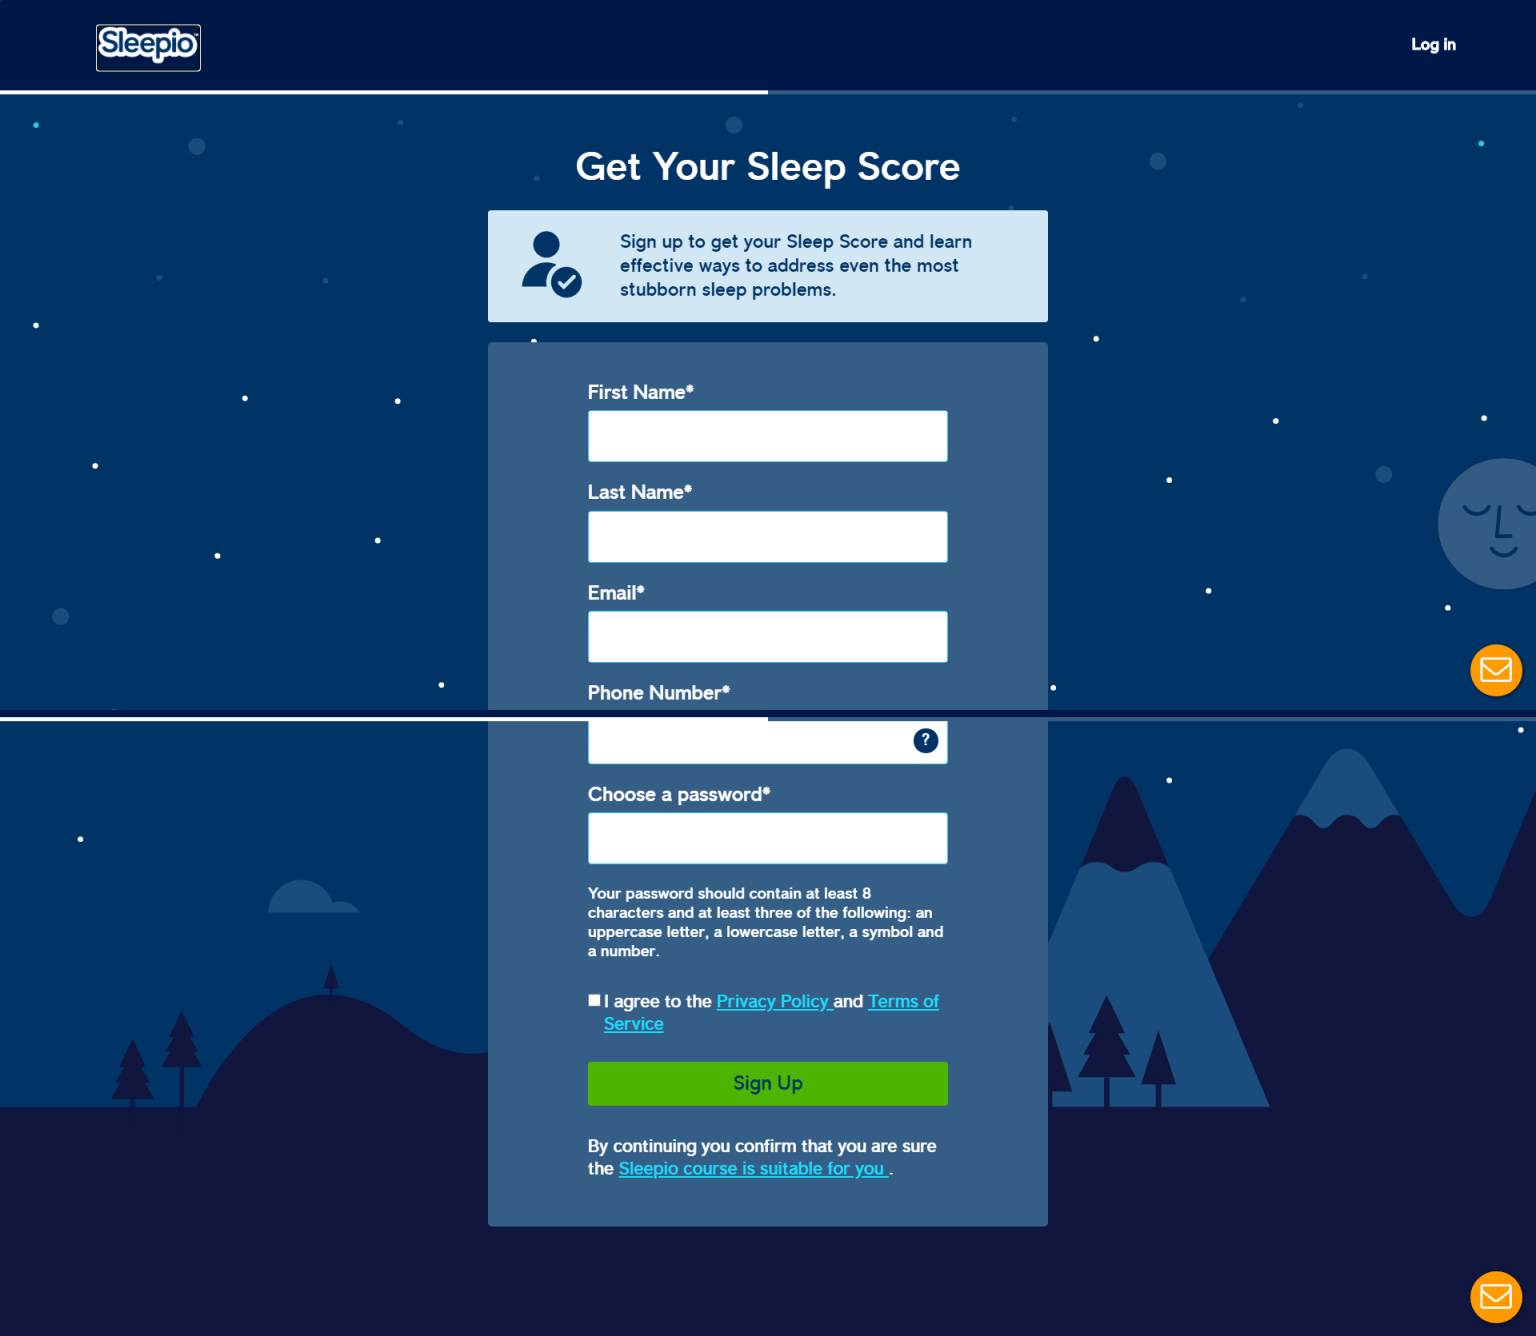 Sleepio™
Log in
Get Your Sleep Score
Sign up to get your Sleep Score and learn
effective ways to address even the most
stubborn sleep problems.
First Name*
Last Name*
Email*
Phone Number*
?
Choose a password*
Your password should contain at least 8
characters and at least three of the following: an
uppercase letter, a lowercase letter, a symbol and
a number.
I agree to the Privacy Policy and Terms of
Service
Sign Up
By continuing you confirm that you are sure
the Sleepio course is suitable for you .